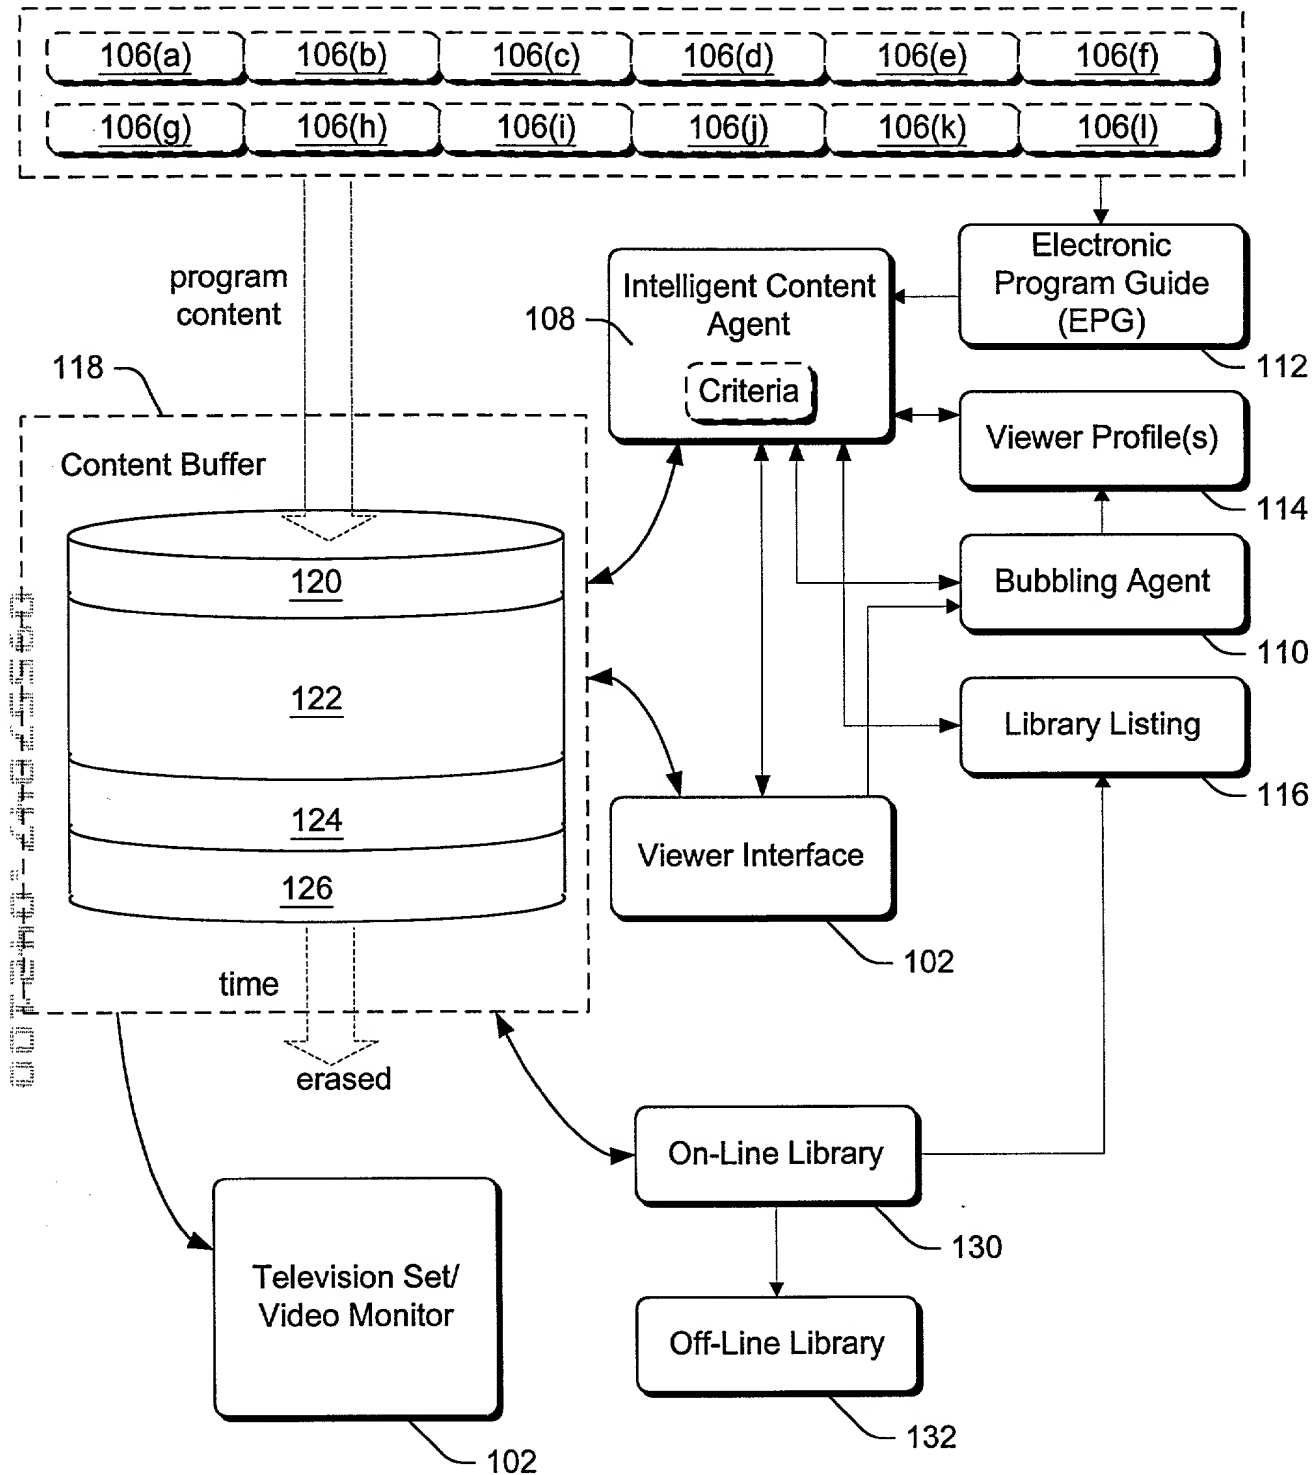 106(a) 106(b) 106(c) 106(d) 106(e) 106(f)
106(g) 106(h) 106(i) 106(j) 106(k) 106(l)
program
content
Intelligent Content
Agent
108
Criteria
Electronic
Program Guide
(EPG)
112
118
Viewer Profile(s)
114
Content Buffer
120
Bubbling Agent
110
122
Library Listing
116
124
126
Viewer Interface
102
time
erased
On-Line Library
130
Television Set/
Video Monitor
102
Off-Line Library
132